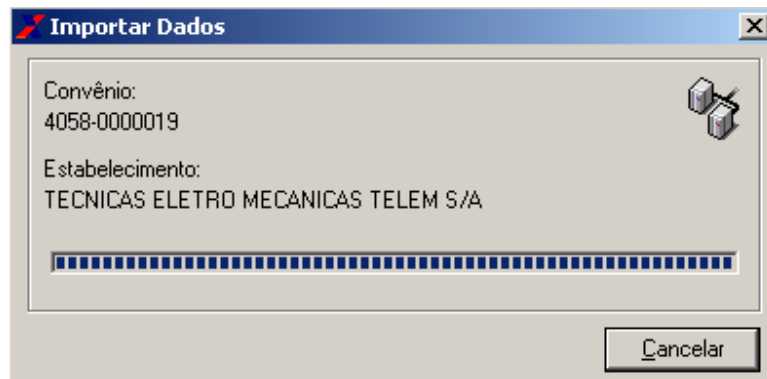 Importar Dados
Convênio:
4058-0000019
Estabelecimento:
TECNICAS ELETRO MECANICAS TELEM S/A
Cancelar